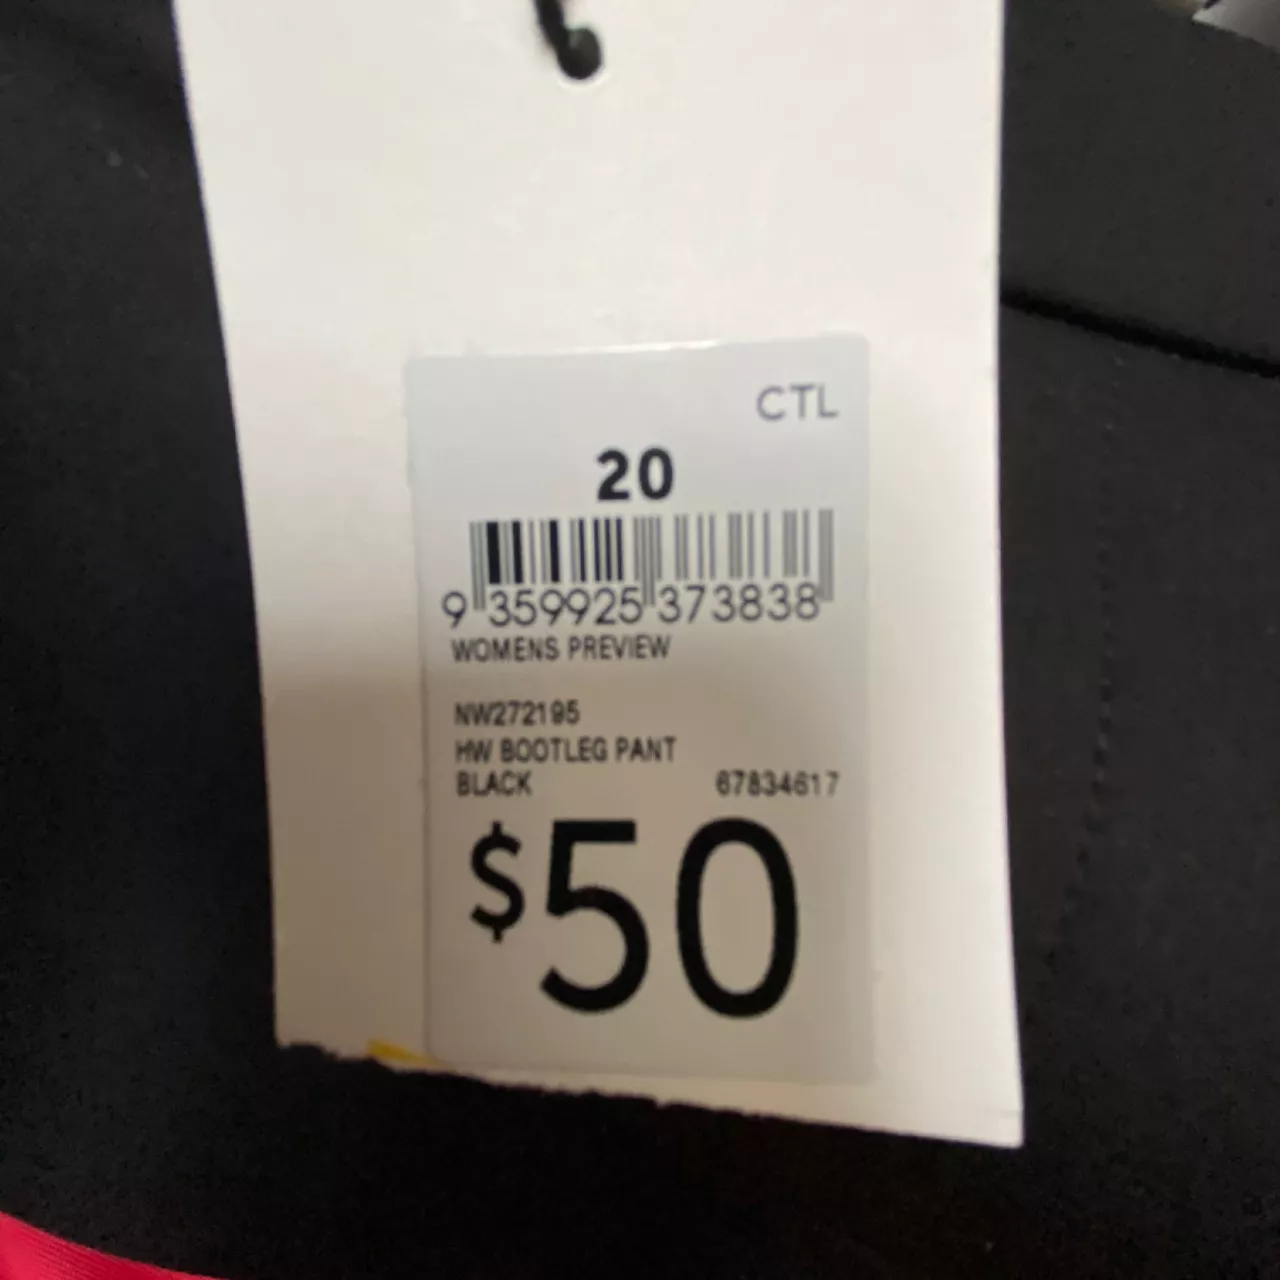 CTL
20
9 359925 373838
WOMENS PREVIEW
NW272195
HW BOOTLEG PANT
BLACK 67834617
$50